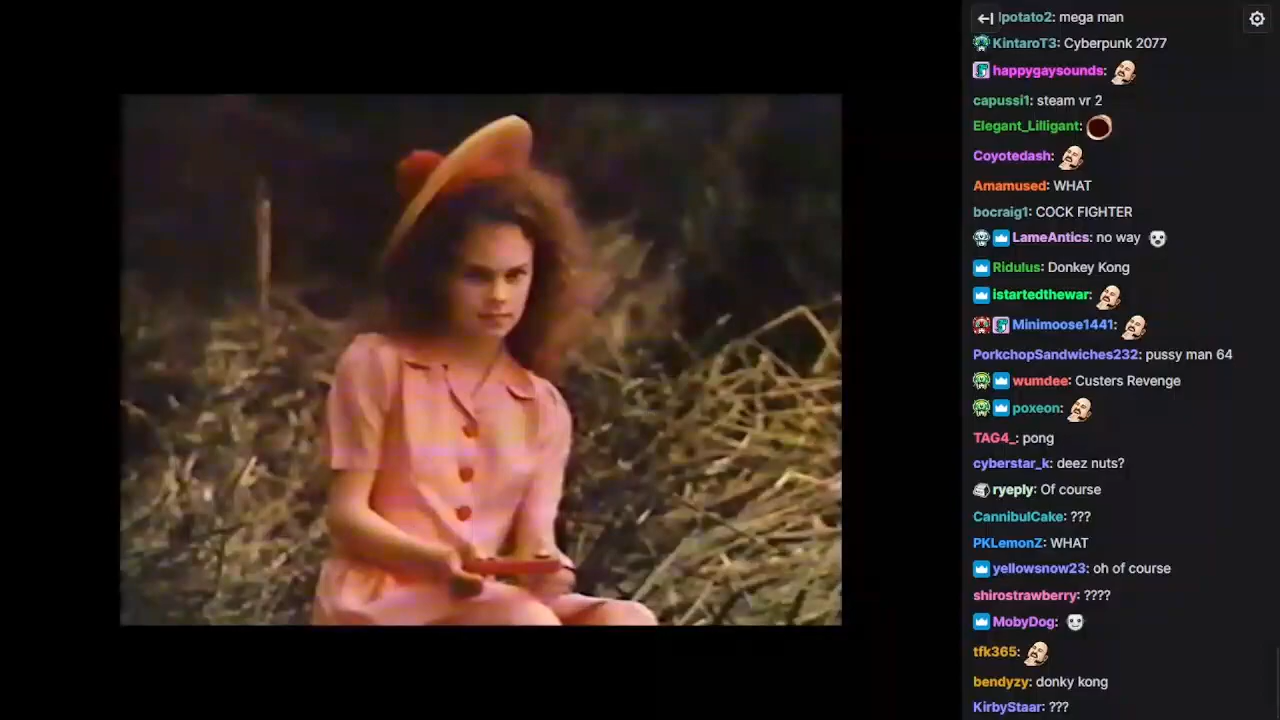 lpotato2: mega man
KintaroT3: Cyberpunk 2077
happygaysounds:
capussi1: steam vr 2
Elegant_Lilligant:
Coyotedash:
Amamused: WHAT
bocraig1: COCK FIGHTER
LameAntics: no way
Ridulus: Donkey Kong
istartedthewar:
Minimoose1441:
PorkchopSandwiches232: pussy man 64
wumdee: Custers Revenge
poxeon:
TAG4_: pong
cyberstar_k: deez nuts?
ryeply: Of course
CannibulCake: ???
PKLemonZ: WHAT
yellowsnow23: oh of course
shirostrawberry: ????
MobyDog:
tfk365:
bendyzy: donky kong
KirbyStaar: ???